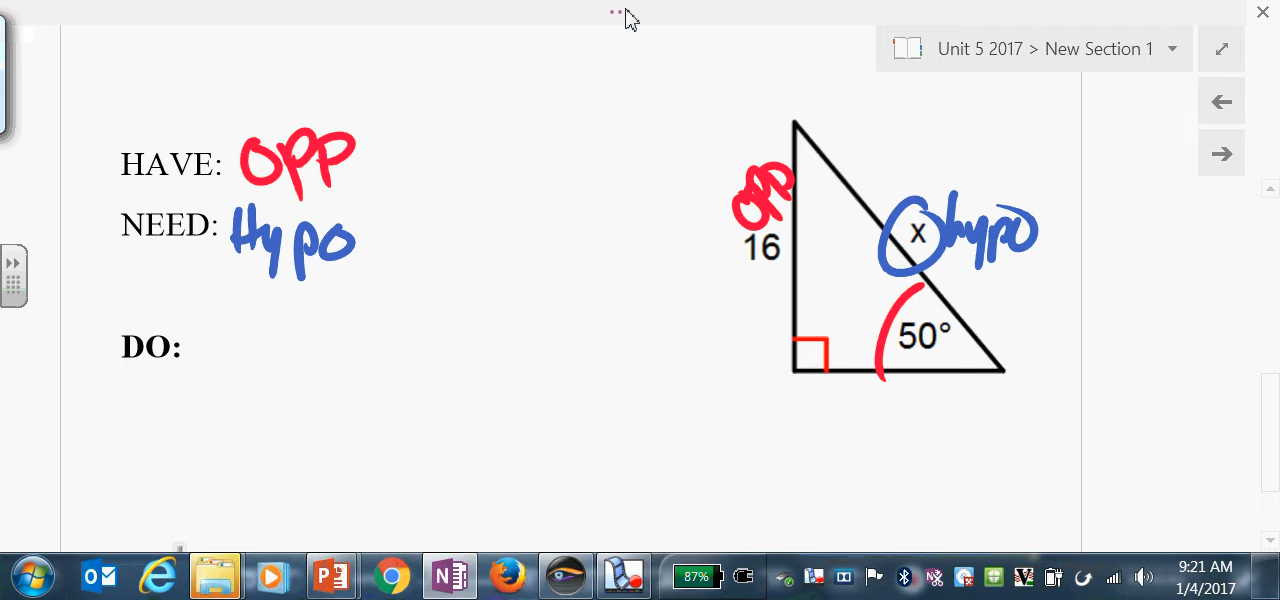 Unit 5 2017 > New Section 1
HAVE: OPP
NEED: Hypo
DO:
OPP
16
x hypo
50°
87%
9:21 AM
1/4/2017